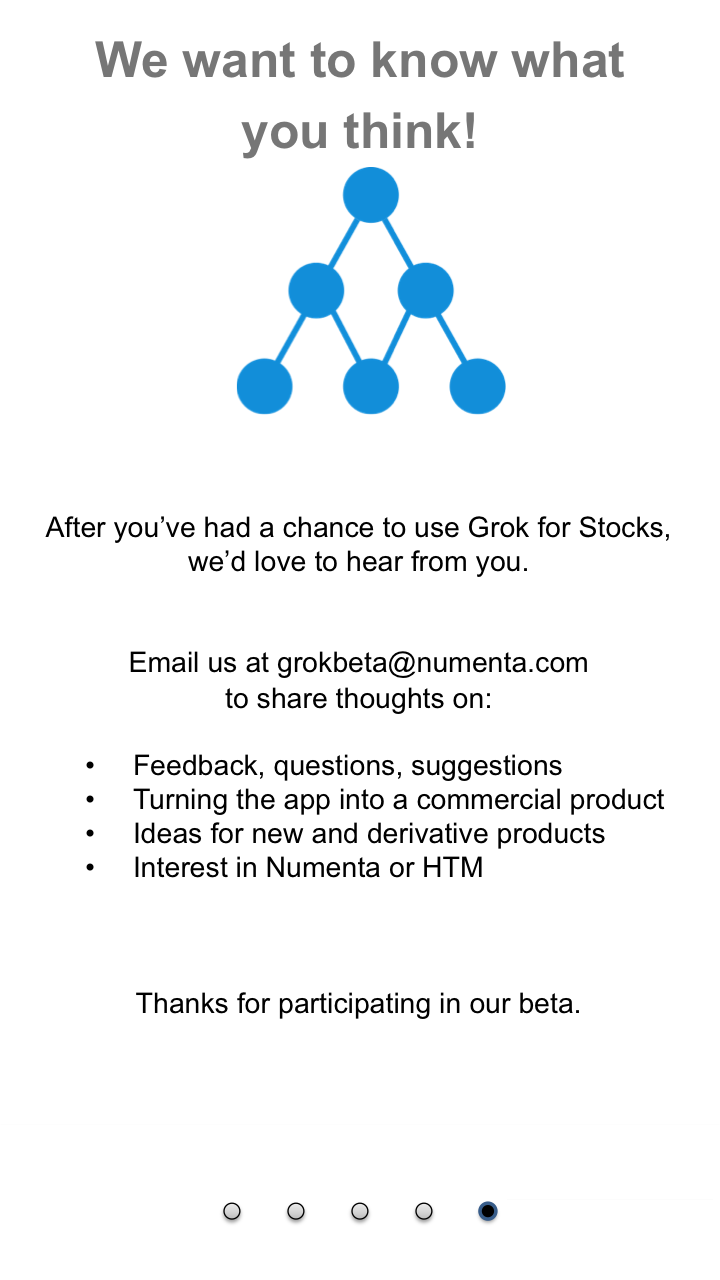 We want to know what
you think!
After you’ve had a chance to use Grok for Stocks,
we’d love to hear from you.
Email us at grokbeta@numenta.com
to share thoughts on:
• Feedback, questions, suggestions
• Turning the app into a commercial product
• Ideas for new and derivative products
• Interest in Numenta or HTM
Thanks for participating in our beta.